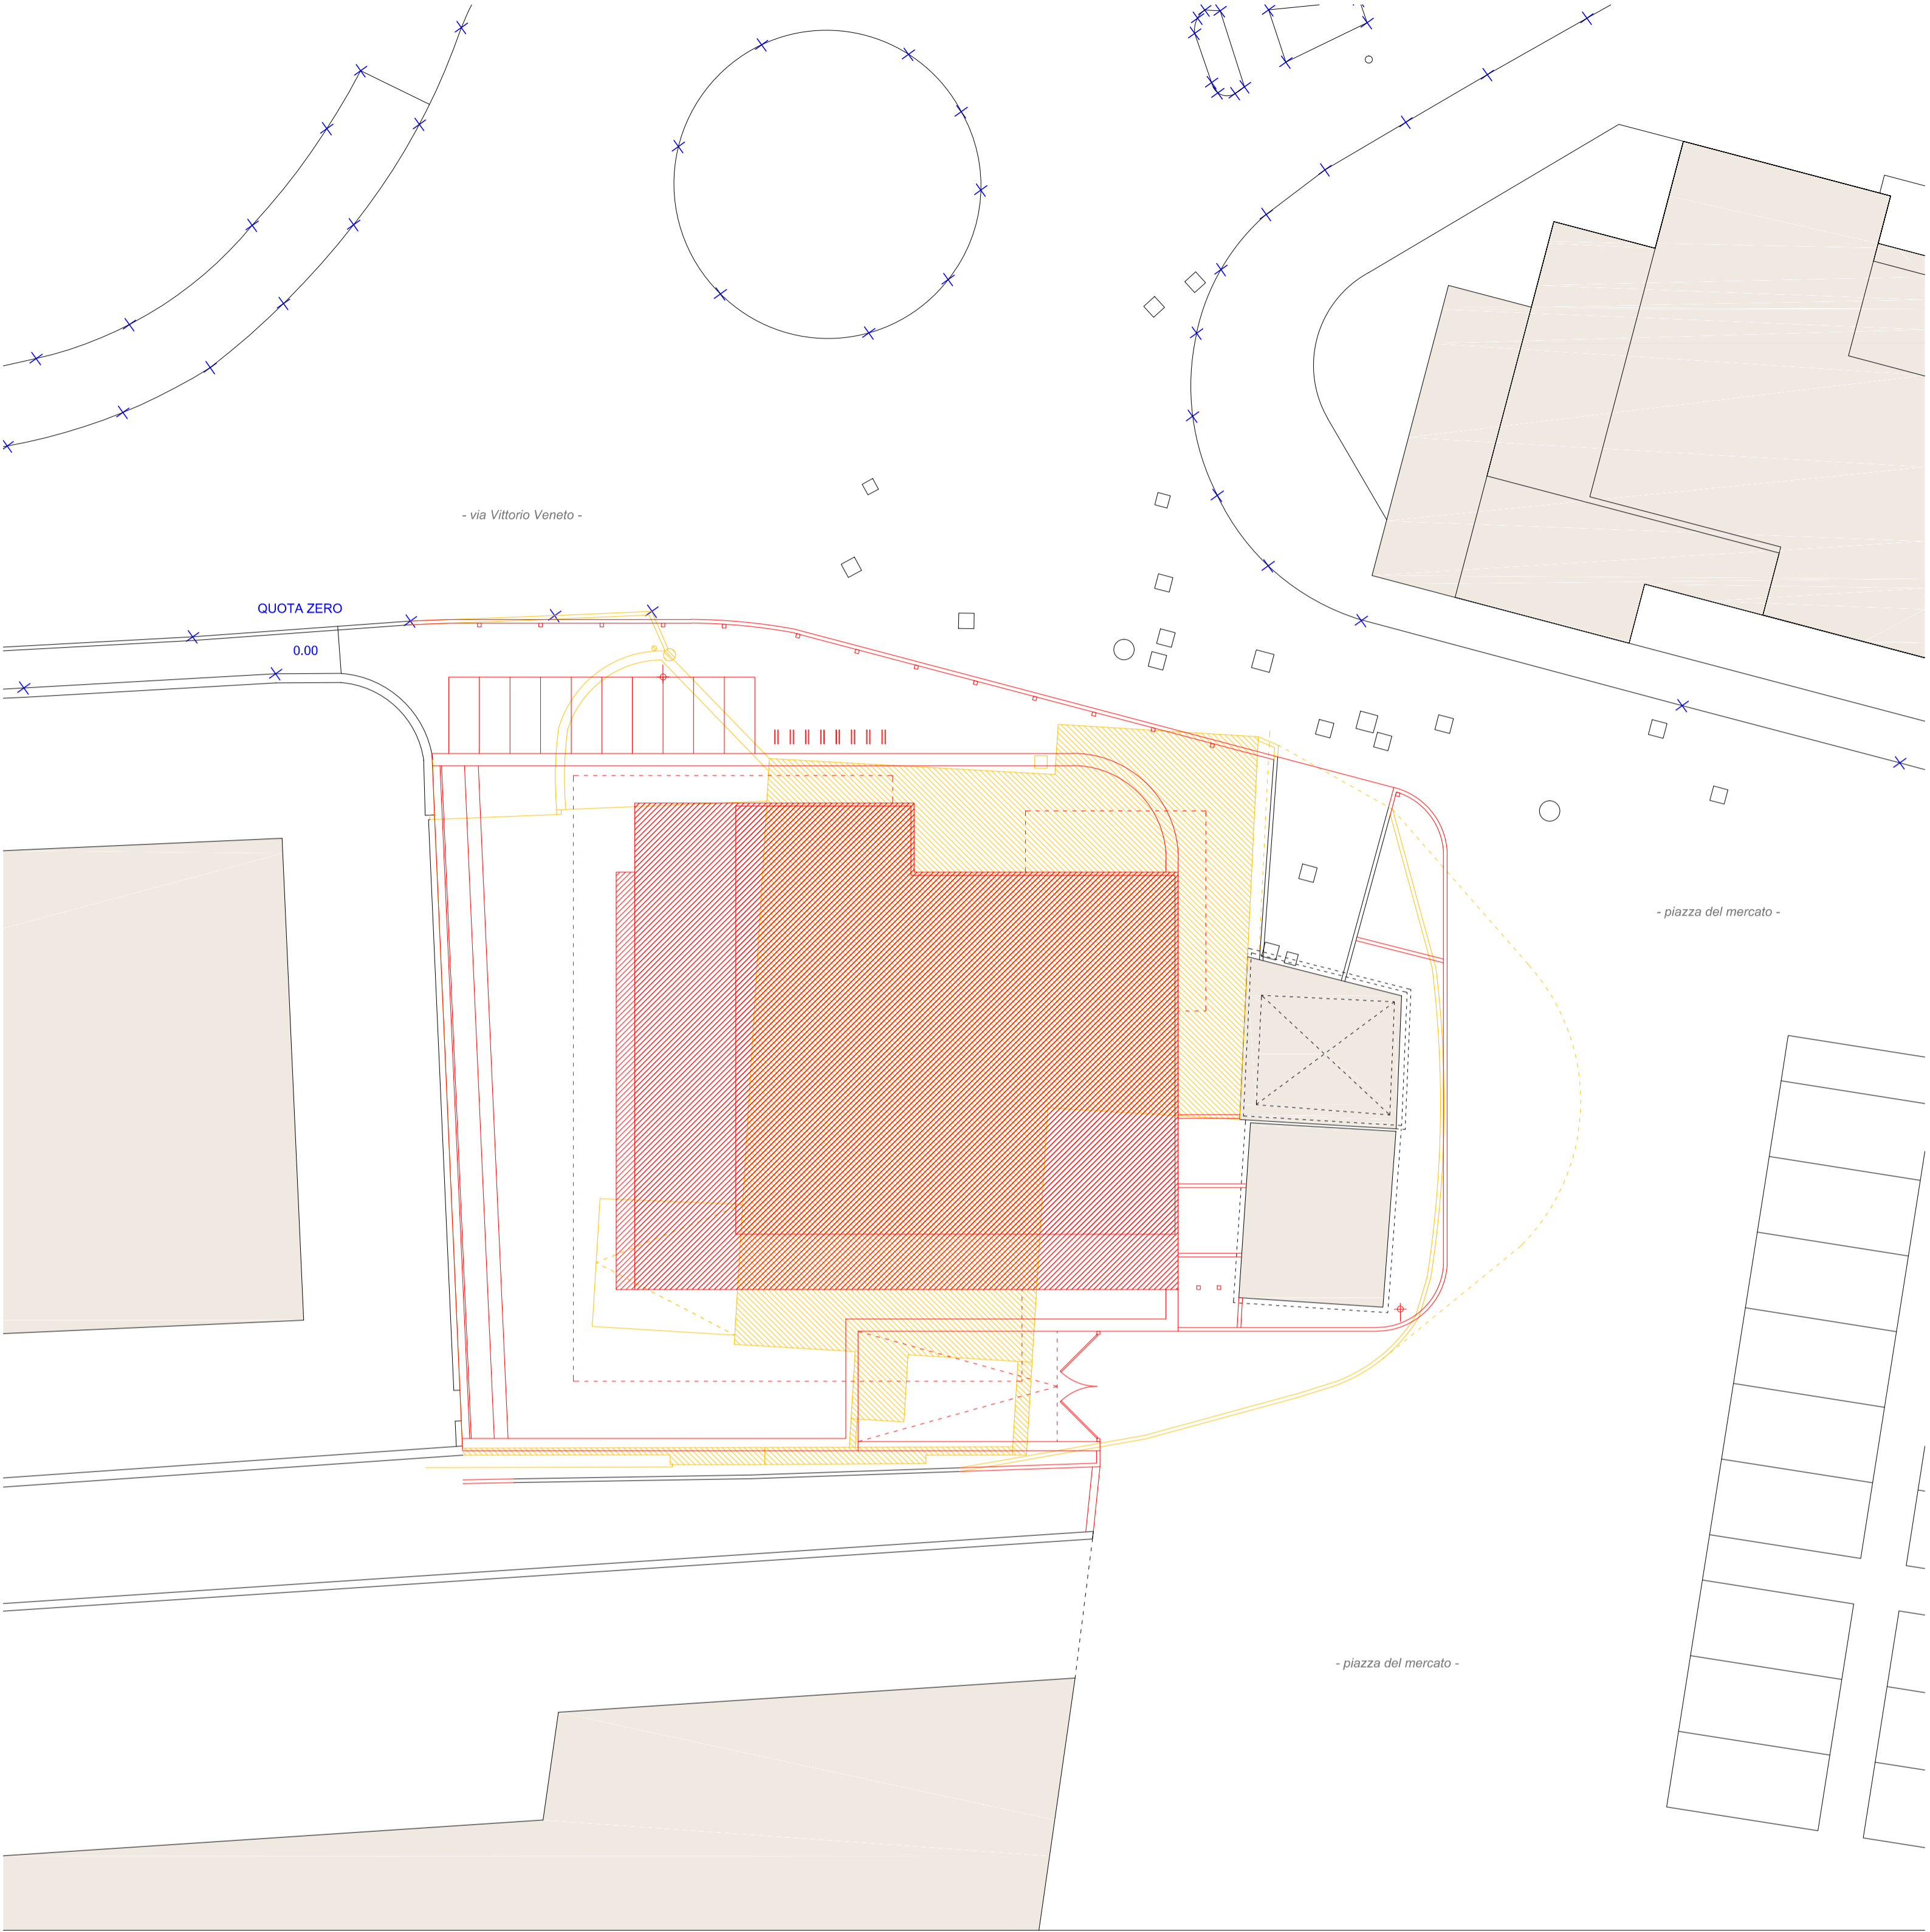 - via Vittorio Veneto -
QUOTA ZERO
0.00
- piazza del mercato -
- piazza del mercato -